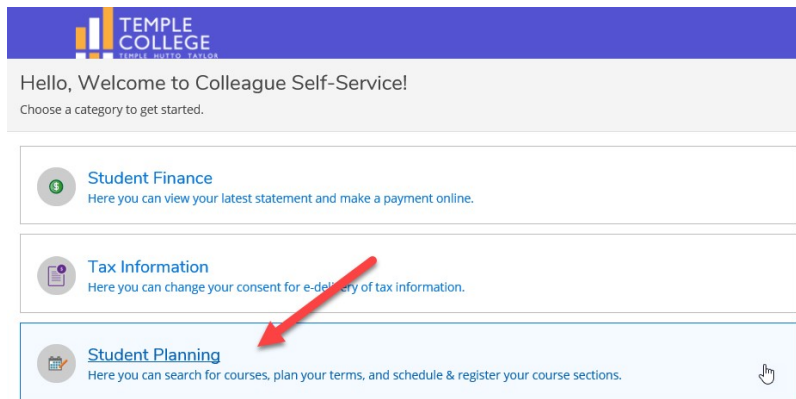 TEMPLE
COLLEGE
TEMPLE HUTTO TAYLOR
Hello, Welcome to Colleague Self-Service!
Choose a category to get started.
Student Finance
Here you can view your latest statement and make a payment online.
Tax Information
Here you can change your consent for e-delivery of tax information.
Student Planning
Here you can search for courses, plan your terms, and schedule & register your course sections.